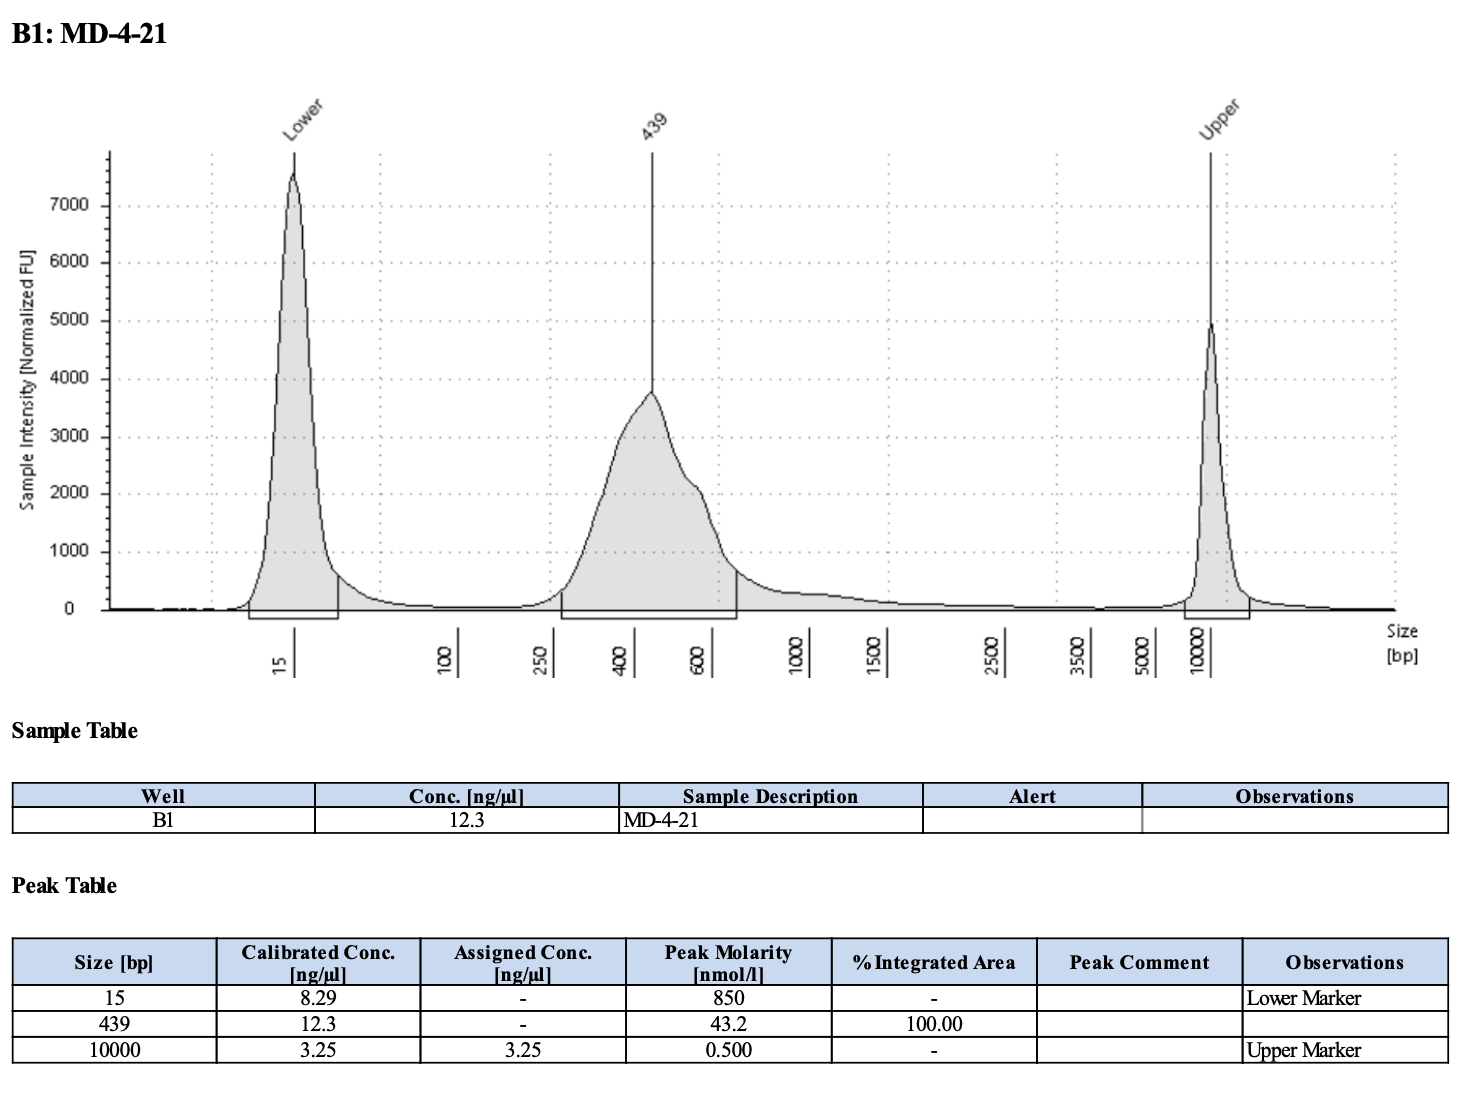 B1: MD-4-21
Lower
439
Upper
Sample Intensity [Normalized FU]
7000
6000
5000
4000
3000
2000
1000
0
15
100
250
400
600
1000
1500
2500
3500
5000
10000
Size
[bp]
Sample Table
Well Conc. [ng/µl] Sample Description Alert Observations
B1 12.3 MD-4-21
Peak Table
Size [bp] Calibrated Conc. [ng/µl] Assigned Conc. [ng/µl] Peak Molarity [nmol/l] % Integrated Area Peak Comment Observations
15 8.29 - 850 - Lower Marker
439 12.3 - 43.2 100.00
10000 3.25 3.25 0.500 - Upper Marker